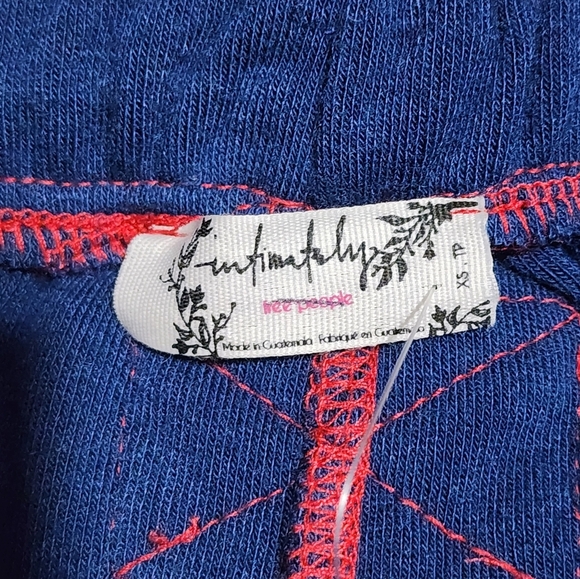 intimately
free people
Made in Guatemala Fabriqué en Guatemala
XS . TP